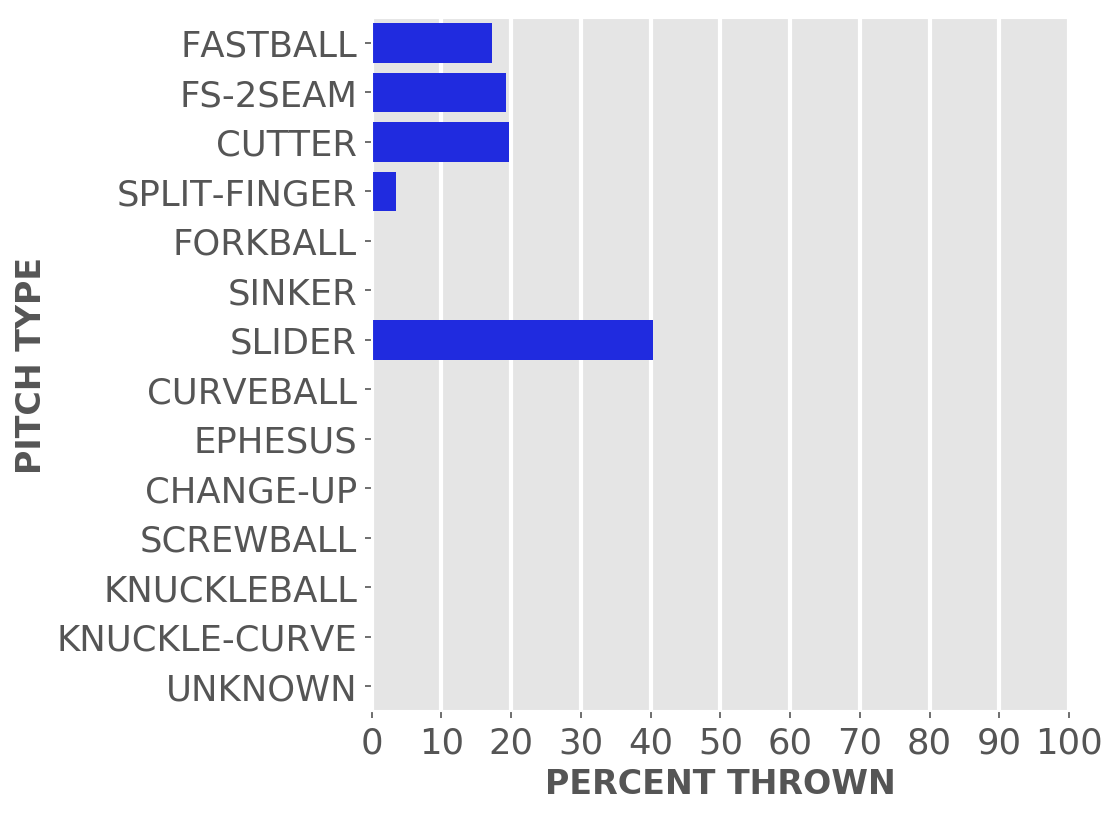 FASTBALL
FS-2SEAM
CUTTER
SPLIT-FINGER
FORKBALL
SINKER
SLIDER
CURVEBALL
EPHESUS
CHANGE-UP
SCREWBALL
KNUCKLEBALL
KNUCKLE-CURVE
UNKNOWN
PITCH TYPE
0 10 20 30 40 50 60 70 80 90 100
PERCENT THROWN